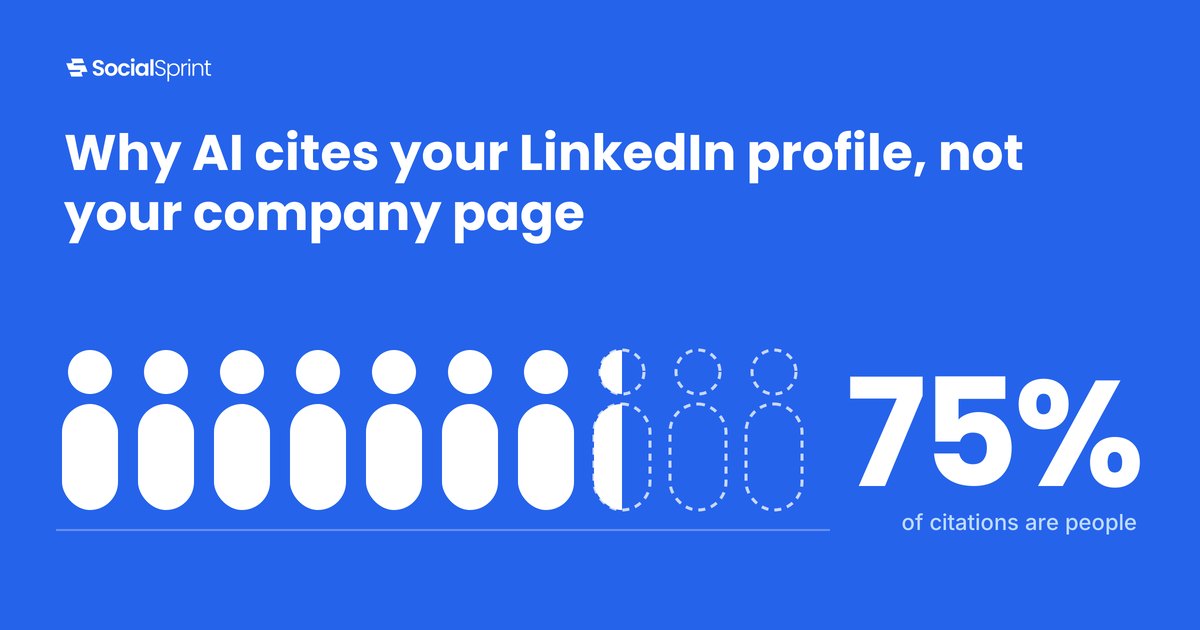 SocialSprint
Why AI cites your LinkedIn profile, not
your company page
75%
of citations are people